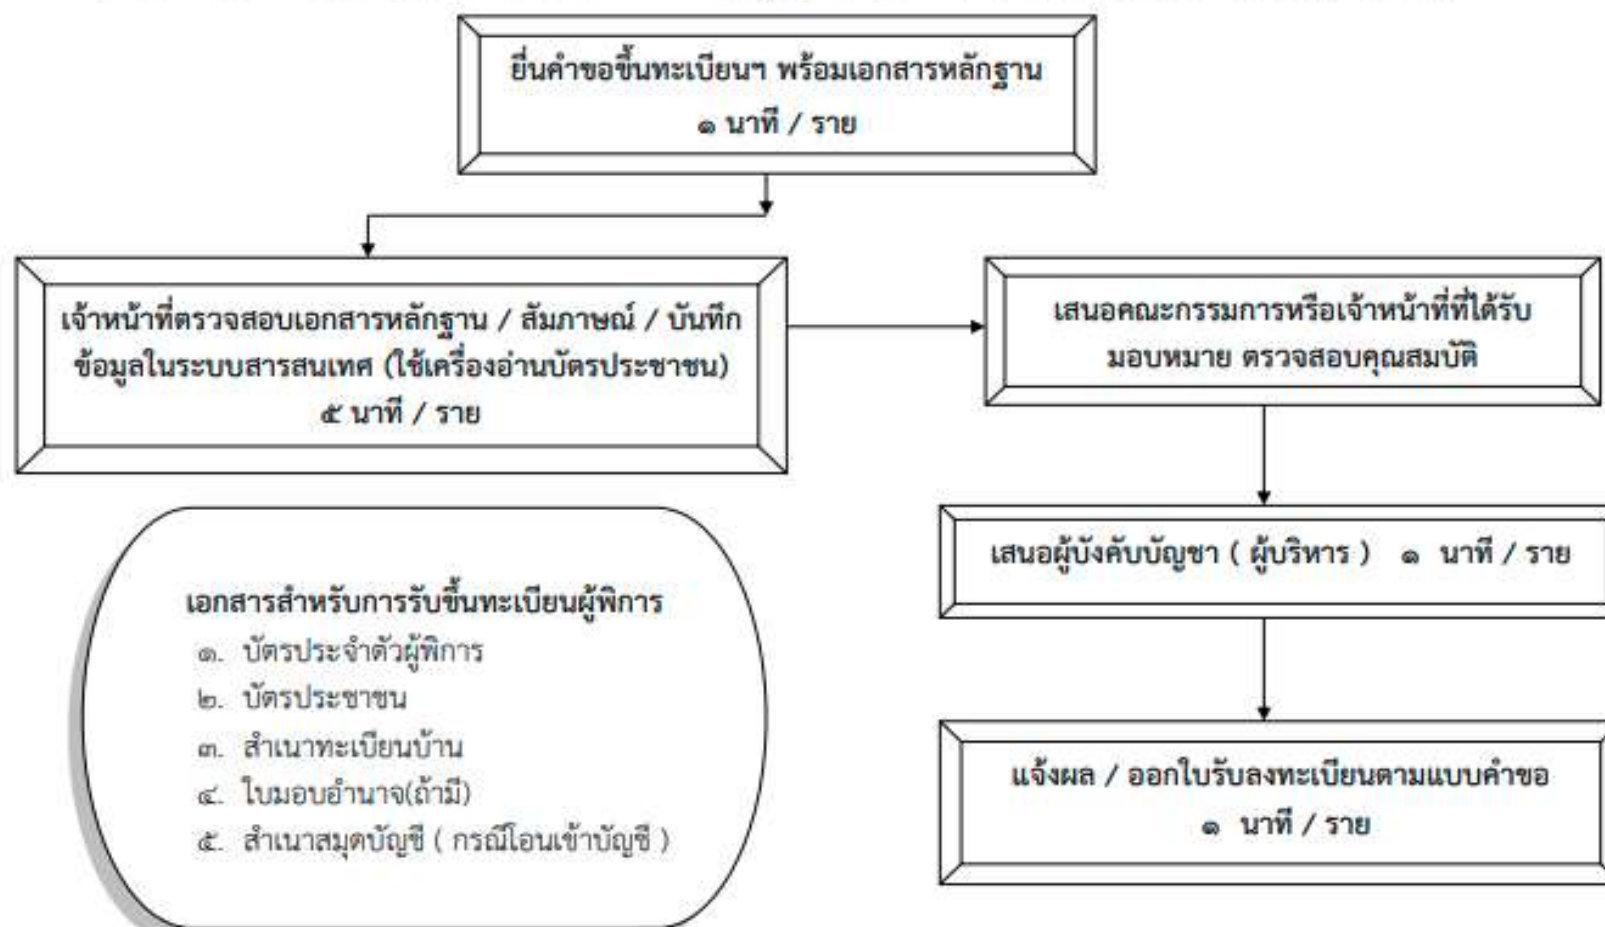 ยื่นคำขอขึ้นทะเบียนฯ พร้อมเอกสารหลักฐาน
๑ นาที / ราย
เจ้าหน้าที่ตรวจสอบเอกสารหลักฐาน / สัมภาษณ์ / บันทึก
ข้อมูลในระบบสารสนเทศ (ใช้เครื่องอ่านบัตรประชาชน)
๕ นาที / ราย
เสนอคณะกรรมการหรือเจ้าหน้าที่ที่ได้รับ
มอบหมาย ตรวจสอบคุณสมบัติ
เสนอผู้บังคับบัญชา ( ผู้บริหาร ) ๑ นาที / ราย
แจ้งผล / ออกใบรับลงทะเบียนตามแบบคำขอ
๑ นาที / ราย
เอกสารสำหรับการรับขึ้นทะเบียนผู้พิการ
๑. บัตรประจำตัวผู้พิการ
๒. บัตรประชาชน
๓. สำเนาทะเบียนบ้าน
๔. ใบมอบอำนาจ(ถ้ามี)
๕. สำเนาสมุดบัญชี ( กรณีโอนเข้าบัญชี )